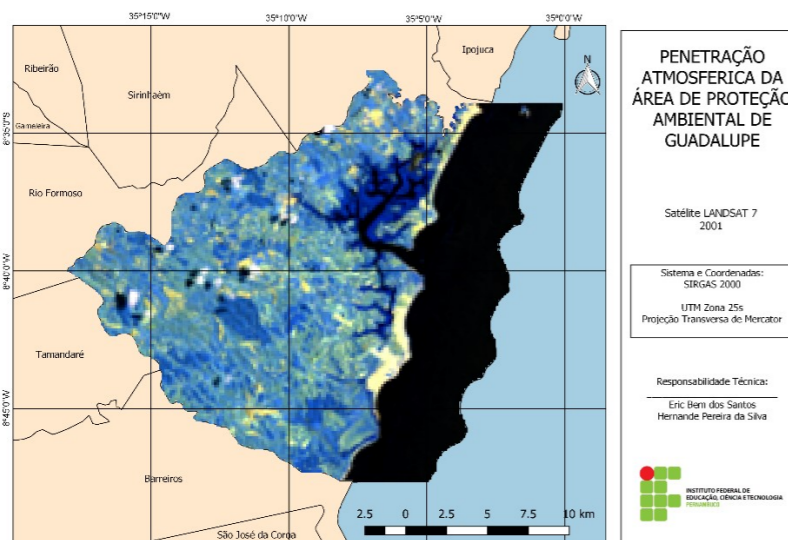 35°15'0"W
35°10'0"W
35°5'0"W
35°0'0"W
Ipojuca
Ribeirão
N
Sirinhaém
Gameleira
8°35'0"S
Rio Formoso
8°40'0"W
Tamandaré
8°45'0"W
Barreiros
São José da Coroa
2.5 0 2.5 5 7.5 10 km
PENETRAÇÃO
ATMOSFERICA DA
ÁREA DE PROTEÇÃO
AMBIENTAL DE
GUADALUPE
Satélite LANDSAT 7
2001
Sistema e Coordenadas:
SIRGAS 2000
UTM Zona 25s
Projeção Transversa de Mercator
Responsabilidade Técnica:
Eric Bem dos Santos
Hernande Pereira da Silva
INSTITUTO FEDERAL DE
EDUCAÇÃO, CIÊNCIA E TECNOLOGIA
PERNAMBUCO